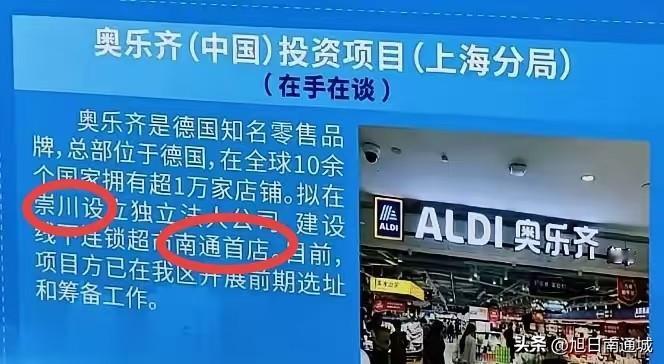 奥乐齐(中国)投资项目(上海分局)
(在手在谈)
奥乐齐是德国知名零售品
牌,总部位于德国,在全球10余
个国家拥有超1万家店铺。拟在
崇川设立独立法人公司,建设
线下连锁超市南通首店。目前,
项目方已在我区开展前期选址
和筹备工作。
ALDI
ALDI 奥乐齐
头条 @旭日南通城